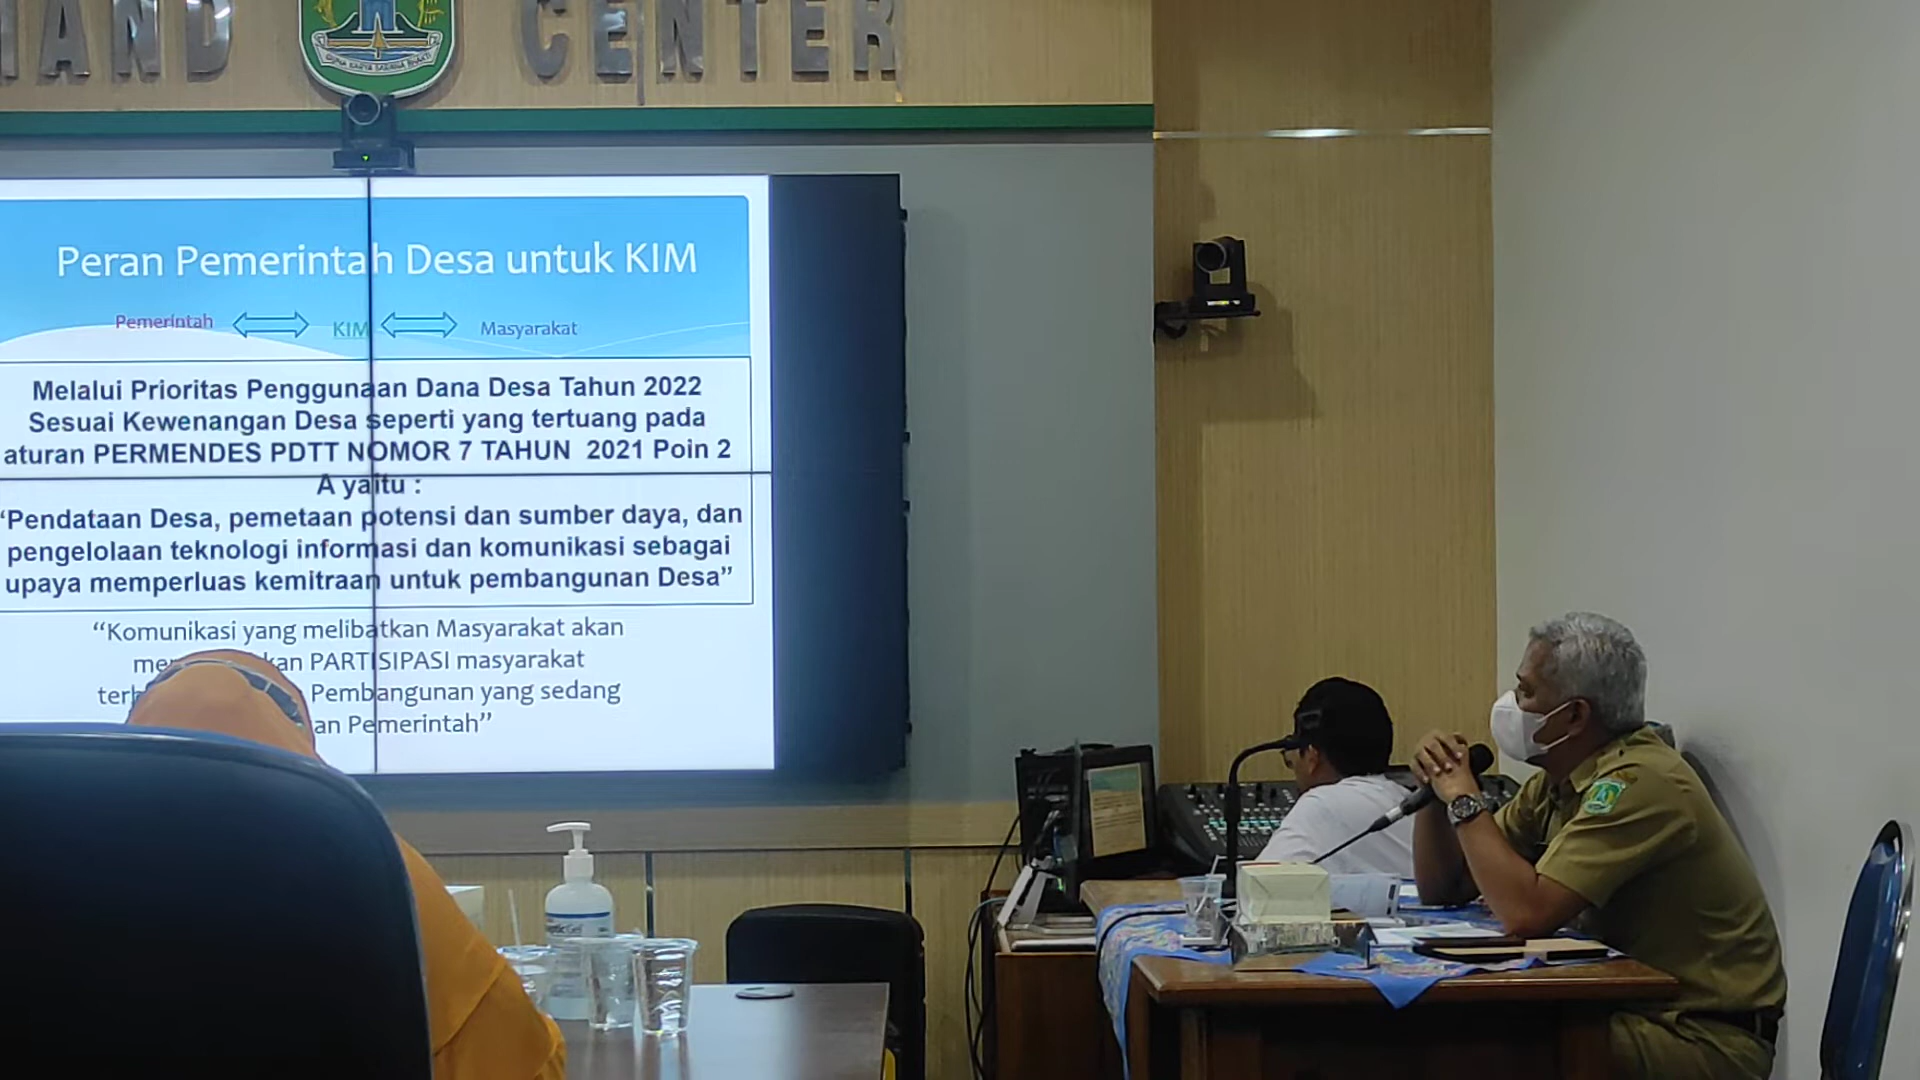 MAND CENTER
Peran Pemerintah Desa untuk KIM
Pemerintah KIM Masyarakat
Melalui Prioritas Penggunaan Dana Desa Tahun 2022
Sesuai Kewenangan Desa seperti yang tertuang pada
aturan PERMENDES PDTT NOMOR 7 TAHUN 2021 Poin 2
A yaitu :
“Pendataan Desa, pemetaan potensi dan sumber daya, dan
pengelolaan teknologi informasi dan komunikasi sebagai
upaya memperluas kemitraan untuk pembangunan Desa”
“Komunikasi yang melibatkan Masyarakat akan
PARTISIPASI masyarakat
Pembangunan yang sedang
Pemerintah”